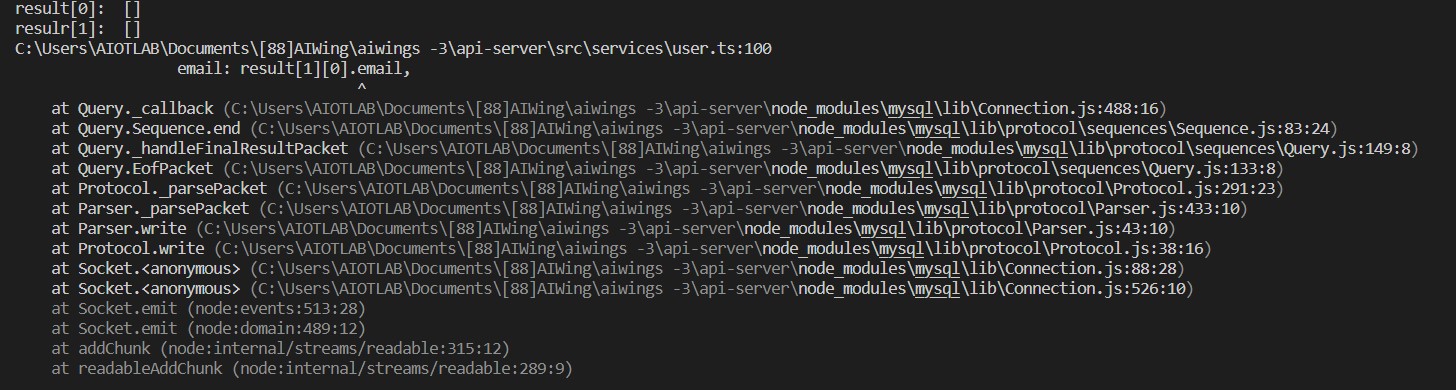 result[0]:  []
resulr[1]:  []
C:\Users\AIOTLAB\Documents\[88]AIWing\aiwings -3\api-server\src\services\user.ts:100
email: result[1][0].email,
^
at Query._callback (C:\Users\AIOTLAB\Documents\[88]AIWing\aiwings -3\api-server\node_modules\mysql\lib\Connection.js:488:16)
at Query.Sequence.end (C:\Users\AIOTLAB\Documents\[88]AIWing\aiwings -3\api-server\node_modules\mysql\lib\protocol\sequences\Sequence.js:83:24)
at Query._handleFinalResultPacket (C:\Users\AIOTLAB\Documents\[88]AIWing\aiwings -3\api-server\node_modules\mysql\lib\protocol\sequences\Query.js:149:8)
at Query.EofPacket (C:\Users\AIOTLAB\Documents\[88]AIWing\aiwings -3\api-server\node_modules\mysql\lib\protocol\sequences\Query.js:133:8)
at Protocol._parsePacket (C:\Users\AIOTLAB\Documents\[88]AIWing\aiwings -3\api-server\node_modules\mysql\lib\protocol\Protocol.js:291:23)
at Parser._parsePacket (C:\Users\AIOTLAB\Documents\[88]AIWing\aiwings -3\api-server\node_modules\mysql\lib\protocol\Parser.js:433:10)
at Parser.write (C:\Users\AIOTLAB\Documents\[88]AIWing\aiwings -3\api-server\node_modules\mysql\lib\protocol\Parser.js:43:10)
at Protocol.write (C:\Users\AIOTLAB\Documents\[88]AIWing\aiwings -3\api-server\node_modules\mysql\lib\protocol\Protocol.js:38:16)
at Socket.<anonymous> (C:\Users\AIOTLAB\Documents\[88]AIWing\aiwings -3\api-server\node_modules\mysql\lib\Connection.js:88:28)
at Socket.<anonymous> (C:\Users\AIOTLAB\Documents\[88]AIWing\aiwings -3\api-server\node_modules\mysql\lib\Connection.js:526:10)
at Socket.emit (node:events:513:28)
at Socket.emit (node:domain:489:12)
at addChunk (node:internal/streams/readable:315:12)
at readableAddChunk (node:internal/streams/readable:289:9)